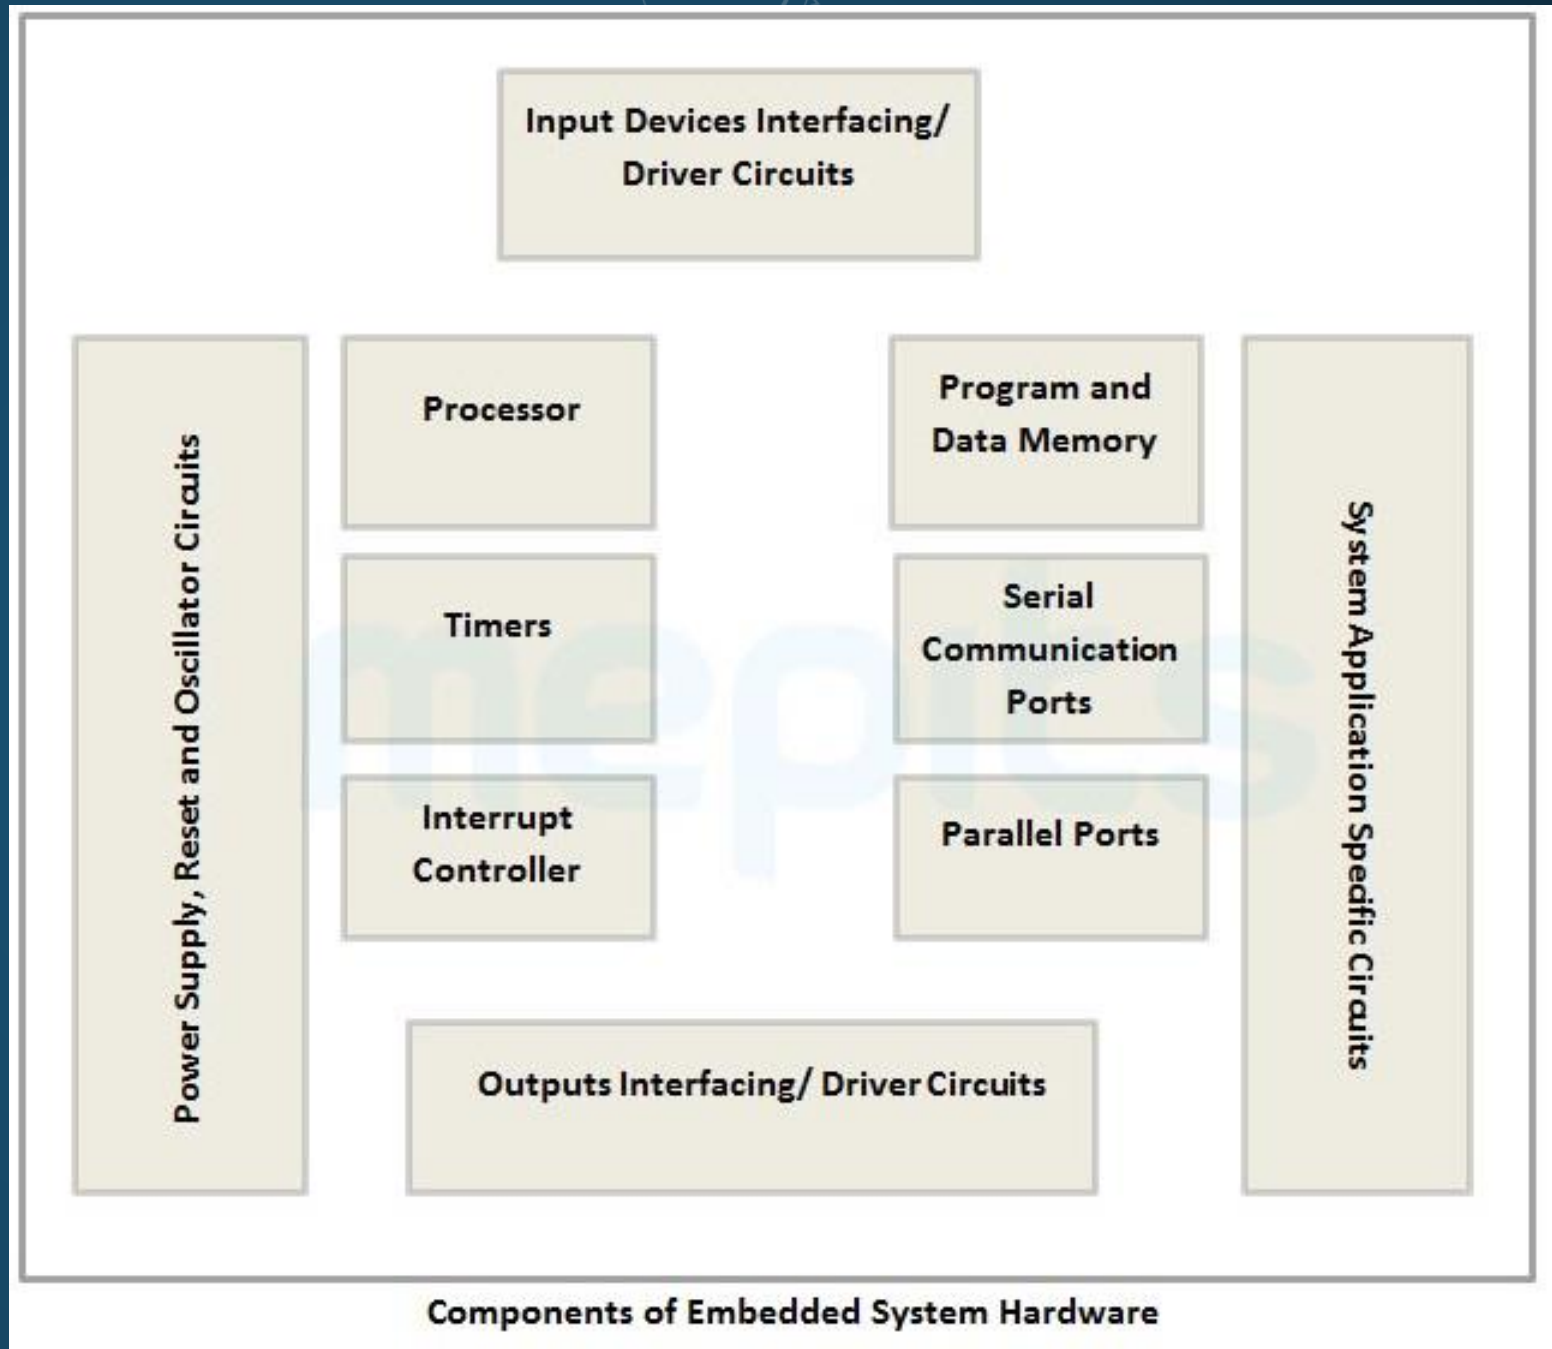 Input Devices Interfacing/
Driver Circuits
Power Supply, Reset and Oscillator Circuits
Processor
Program and
Data Memory
System Application Specific Circuits
Timers
Serial
Communication
Ports
Interrupt
Controller
Parallel Ports
mepits
Outputs Interfacing/ Driver Circuits
Components of Embedded System Hardware